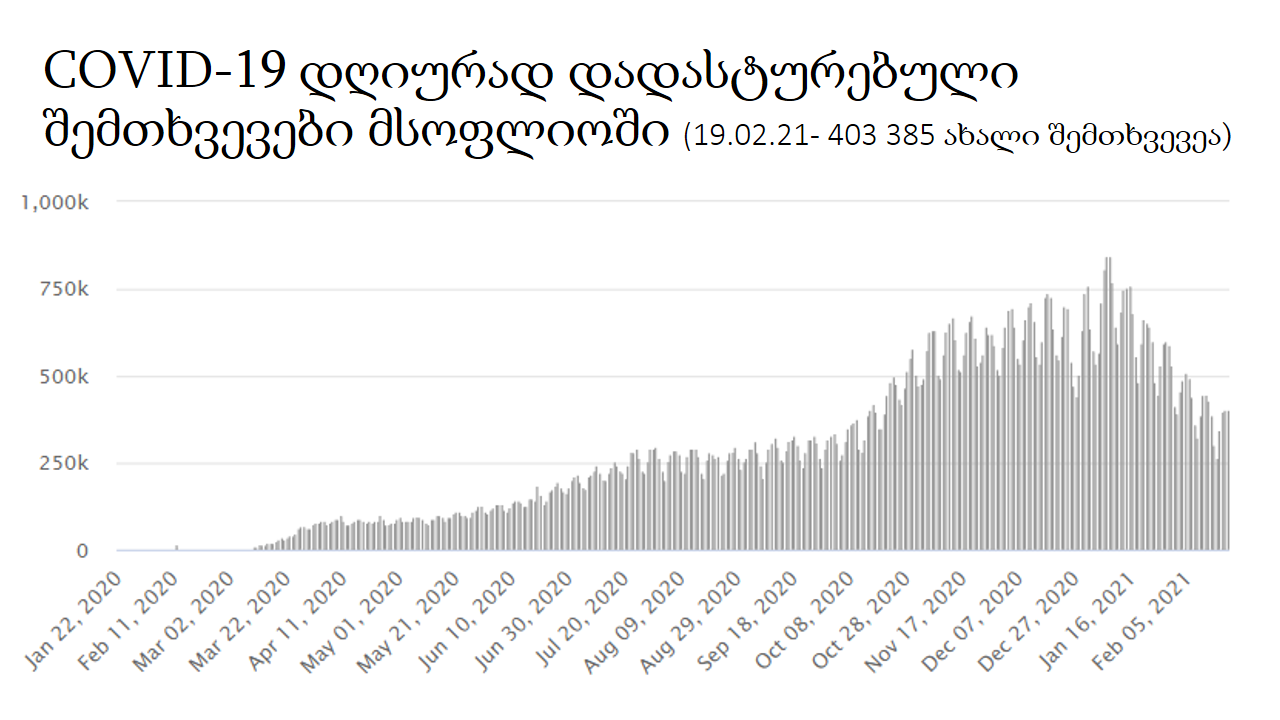 COVID-19 დღიურად დადასტურებული
შემთხვევები მსოფლიოში (19.02.21- 403 385 ახალი შემთხვევეა)
1,000k
750k
500k
250k
0
Jan 22, 2020
Feb 11, 2020
Mar 02, 2020
Mar 22, 2020
Apr 11, 2020
May 01, 2020
May 21, 2020
Jun 10, 2020
Jun 30, 2020
Jul 20, 2020
Aug 09, 2020
Aug 29, 2020
Sep 18, 2020
Oct 08, 2020
Oct 28, 2020
Nov 17, 2020
Dec 07, 2020
Dec 27, 2020
Jan 16, 2021
Feb 05, 2021